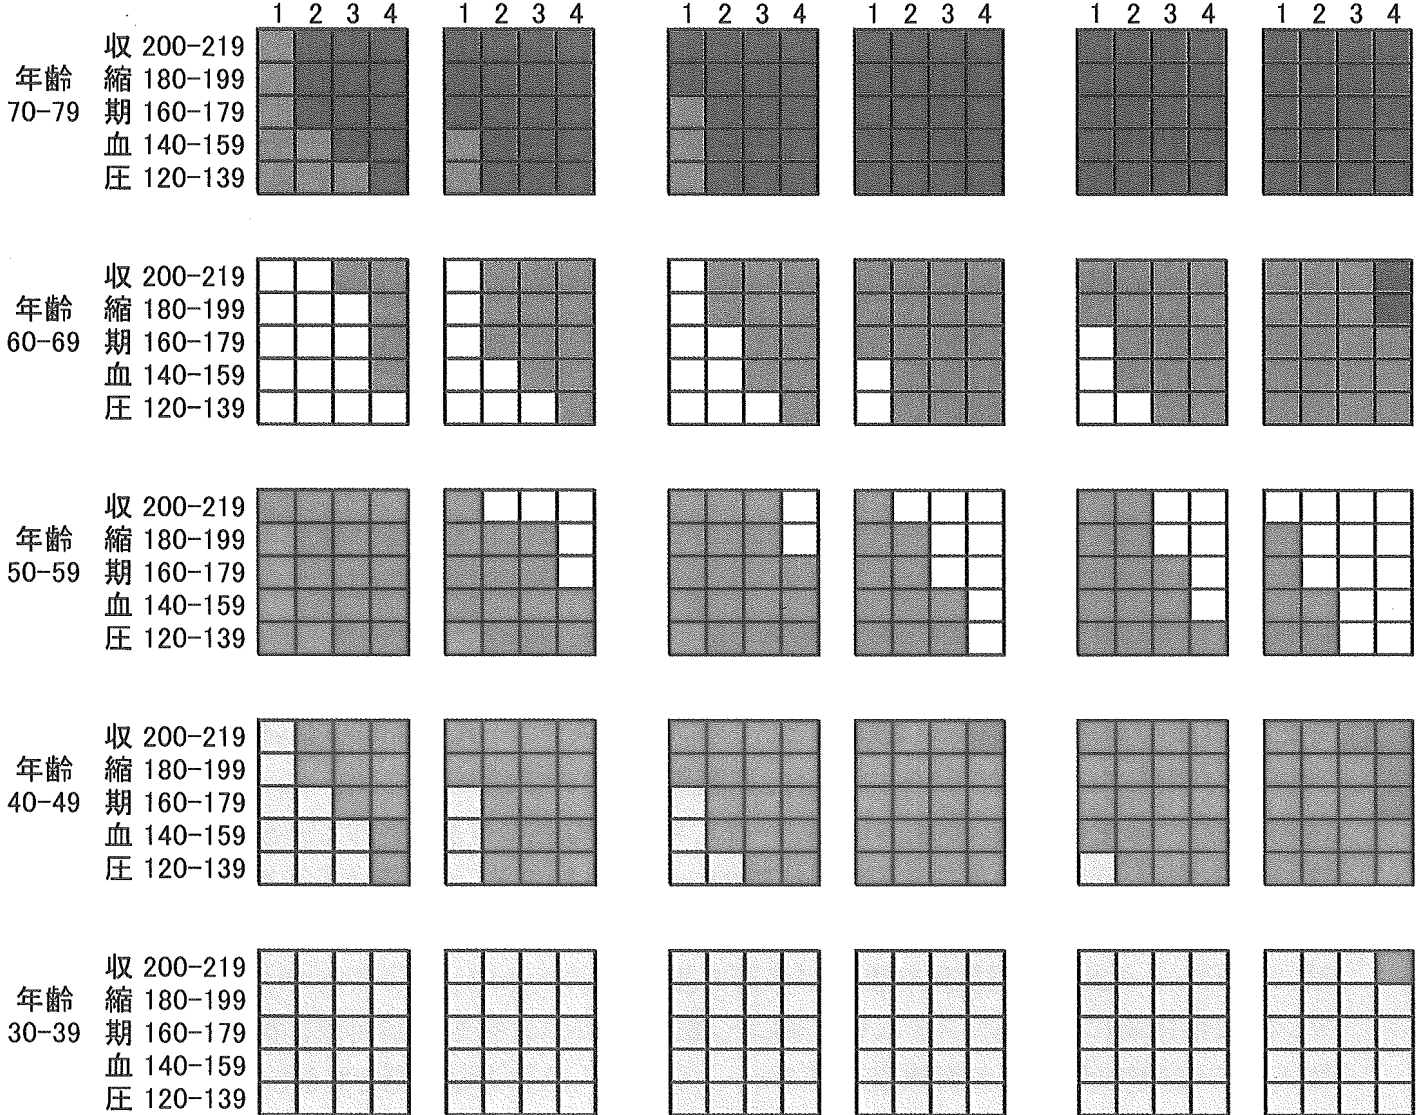 1 2 3 4 1 2 3 4 1 2 3 4 1 2 3 4 1 2 3 4 1 2 3 4
収 200-219
年齢 縮 180-199
70-79 期 160-179
血 140-159
圧 120-139
収 200-219
年齢 縮 180-199
60-69 期 160-179
血 140-159
圧 120-139
収 200-219
年齢 縮 180-199
50-59 期 160-179
血 140-159
圧 120-139
収 200-219
年齢 縮 180-199
40-49 期 160-179
血 140-159
圧 120-139
収 200-219
年齢 縮 180-199
30-39 期 160-179
血 140-159
圧 120-139